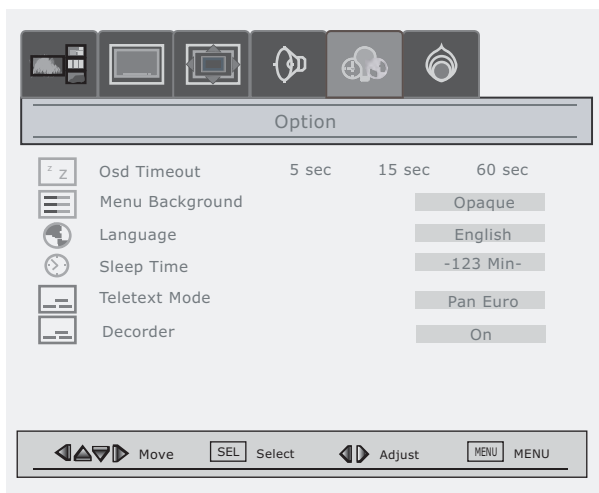 Option
z z
Osd Timeout 5 sec 15 sec 60 sec
Menu Background Opaque
Language English
Sleep Time -123 Min-
Teletext Mode Pan Euro
Decorder On
Move SEL Select Adjust MENU MENU